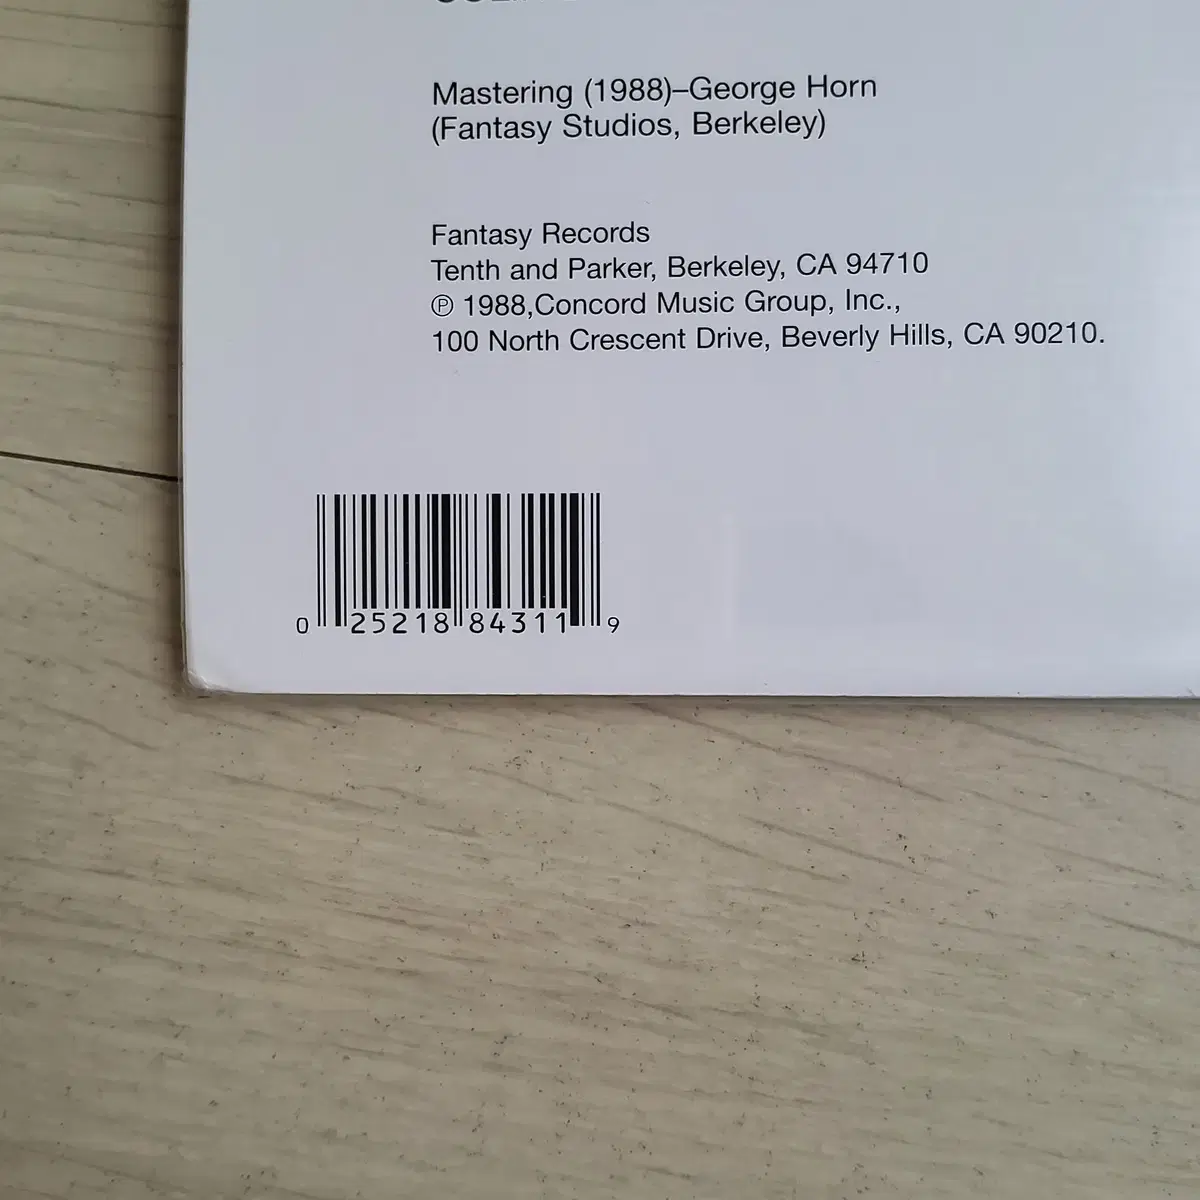 Mastering (1988)–George Horn
(Fantasy Studios, Berkeley)
Fantasy Records
Tenth and Parker, Berkeley, CA 94710
℗ 1988,Concord Music Group, Inc.,
100 North Crescent Drive, Beverly Hills, CA 90210.
0 25218 84311 9